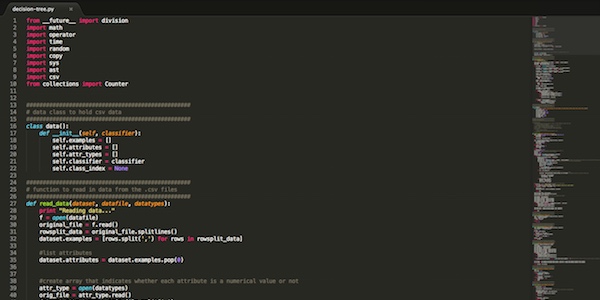 decision-tree.py ×
1 from __future__ import division
2 import math
3 import operator
4 import time
5 import random
6 import copy
7 import sys
8 import ast
9 import csv
10 from collections import Counter
11
12
13 ##################################################
14 # data class to hold csv data
15 ##################################################
16 class data():
17     def __init__(self, classifier):
18         self.examples = []
19         self.attributes = []
20         self.attr_types = []
21         self.classifier = classifier
22         self.class_index = None
23
24 ##################################################
25 # function to read in data from the .csv files
26 ##################################################
27 def read_data(dataset, datafile, datatypes):
28     print "Reading data..."
29     f = open(datafile)
30     original_file = f.read()
31     rowsplit_data = original_file.splitlines()
32     dataset.examples = [rows.split(',') for rows in rowsplit_data]
33
34     #list attributes
35     dataset.attributes = dataset.examples.pop(0)
36
37
38     #create array that indicates whether each attribute is a numerical value or not
39     attr_type = open(datatypes)
40     orig_file = attr_type.read()